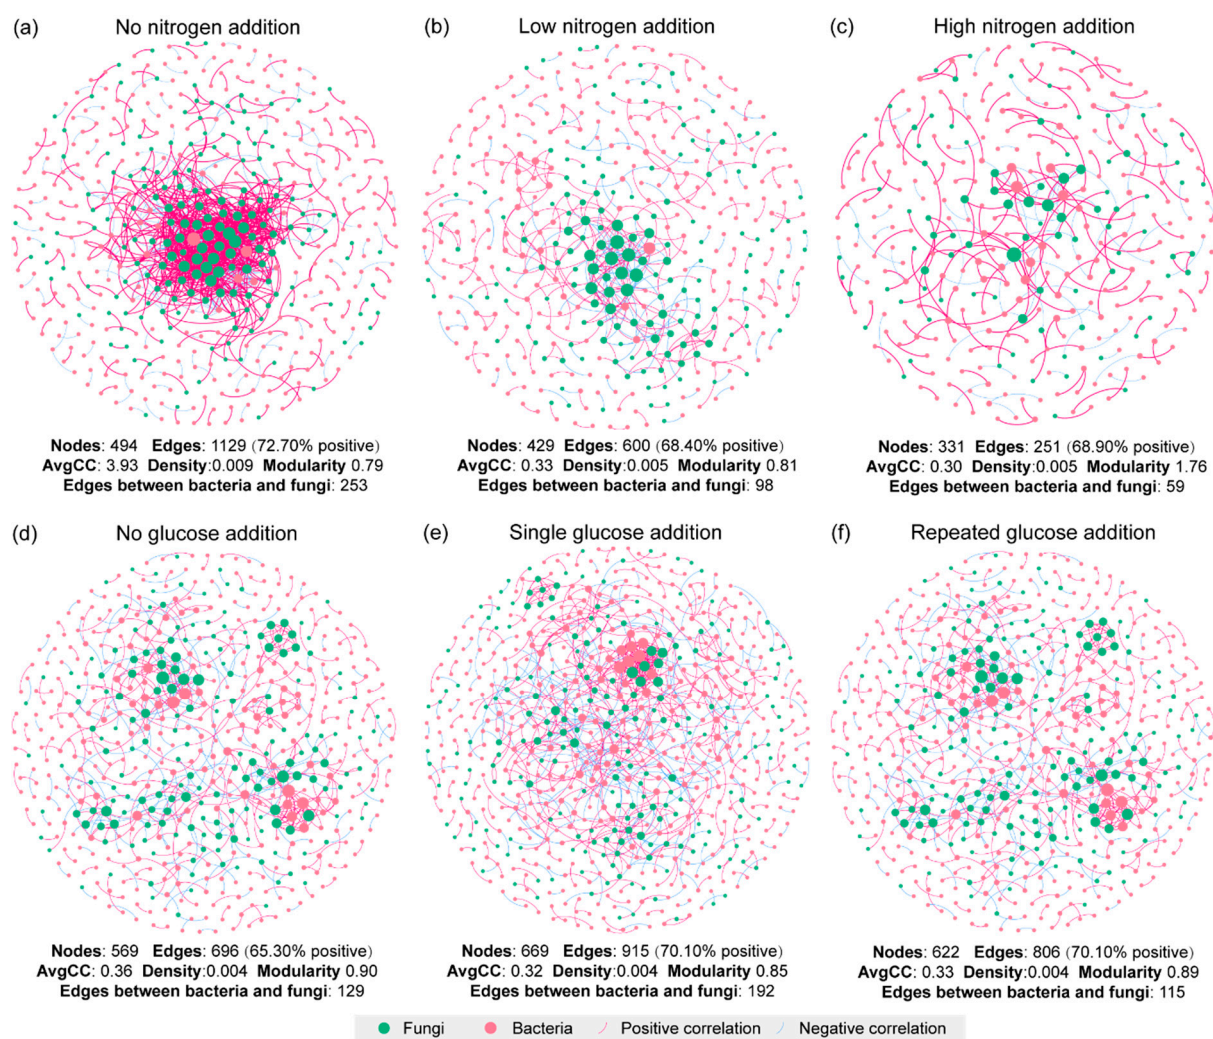 (a) No nitrogen addition
(b) Low nitrogen addition
(c) High nitrogen addition
Nodes: 494 Edges: 1129 (72.70% positive)
AvgCC: 3.93 Density:0.009 Modularity 0.79
Edges between bacteria and fungi: 253
Nodes: 429 Edges: 600 (68.40% positive)
AvgCC: 0.33 Density:0.005 Modularity 0.81
Edges between bacteria and fungi: 98
Nodes: 331 Edges: 251 (68.90% positive)
AvgCC: 0.30 Density:0.005 Modularity 1.76
Edges between bacteria and fungi: 59
(d) No glucose addition
(e) Single glucose addition
(f) Repeated glucose addition
Nodes: 569 Edges: 696 (65.30% positive)
AvgCC: 0.36 Density:0.004 Modularity 0.90
Edges between bacteria and fungi: 129
Nodes: 669 Edges: 915 (70.10% positive)
AvgCC: 0.32 Density:0.004 Modularity 0.85
Edges between bacteria and fungi: 192
Nodes: 622 Edges: 806 (70.10% positive)
AvgCC: 0.33 Density:0.004 Modularity 0.89
Edges between bacteria and fungi: 115
Fungi Bacteria Positive correlation Negative correlation